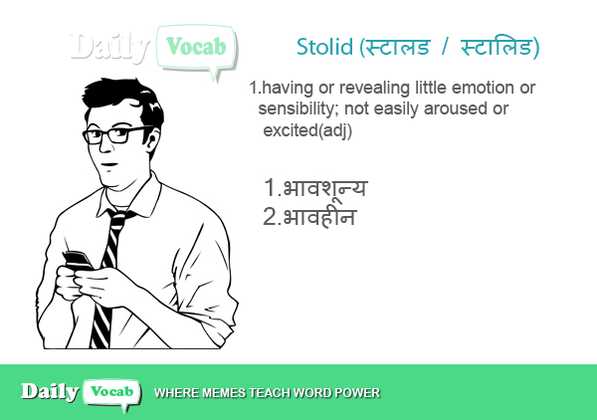 Daily Vocab
Stolid (स्टालड / स्टालिड)
1.having or revealing little emotion or
sensibility; not easily aroused or
excited(adj)
1.भावशून्य
2.भावहीन
Daily Vocab WHERE MEMES TEACH WORD POWER